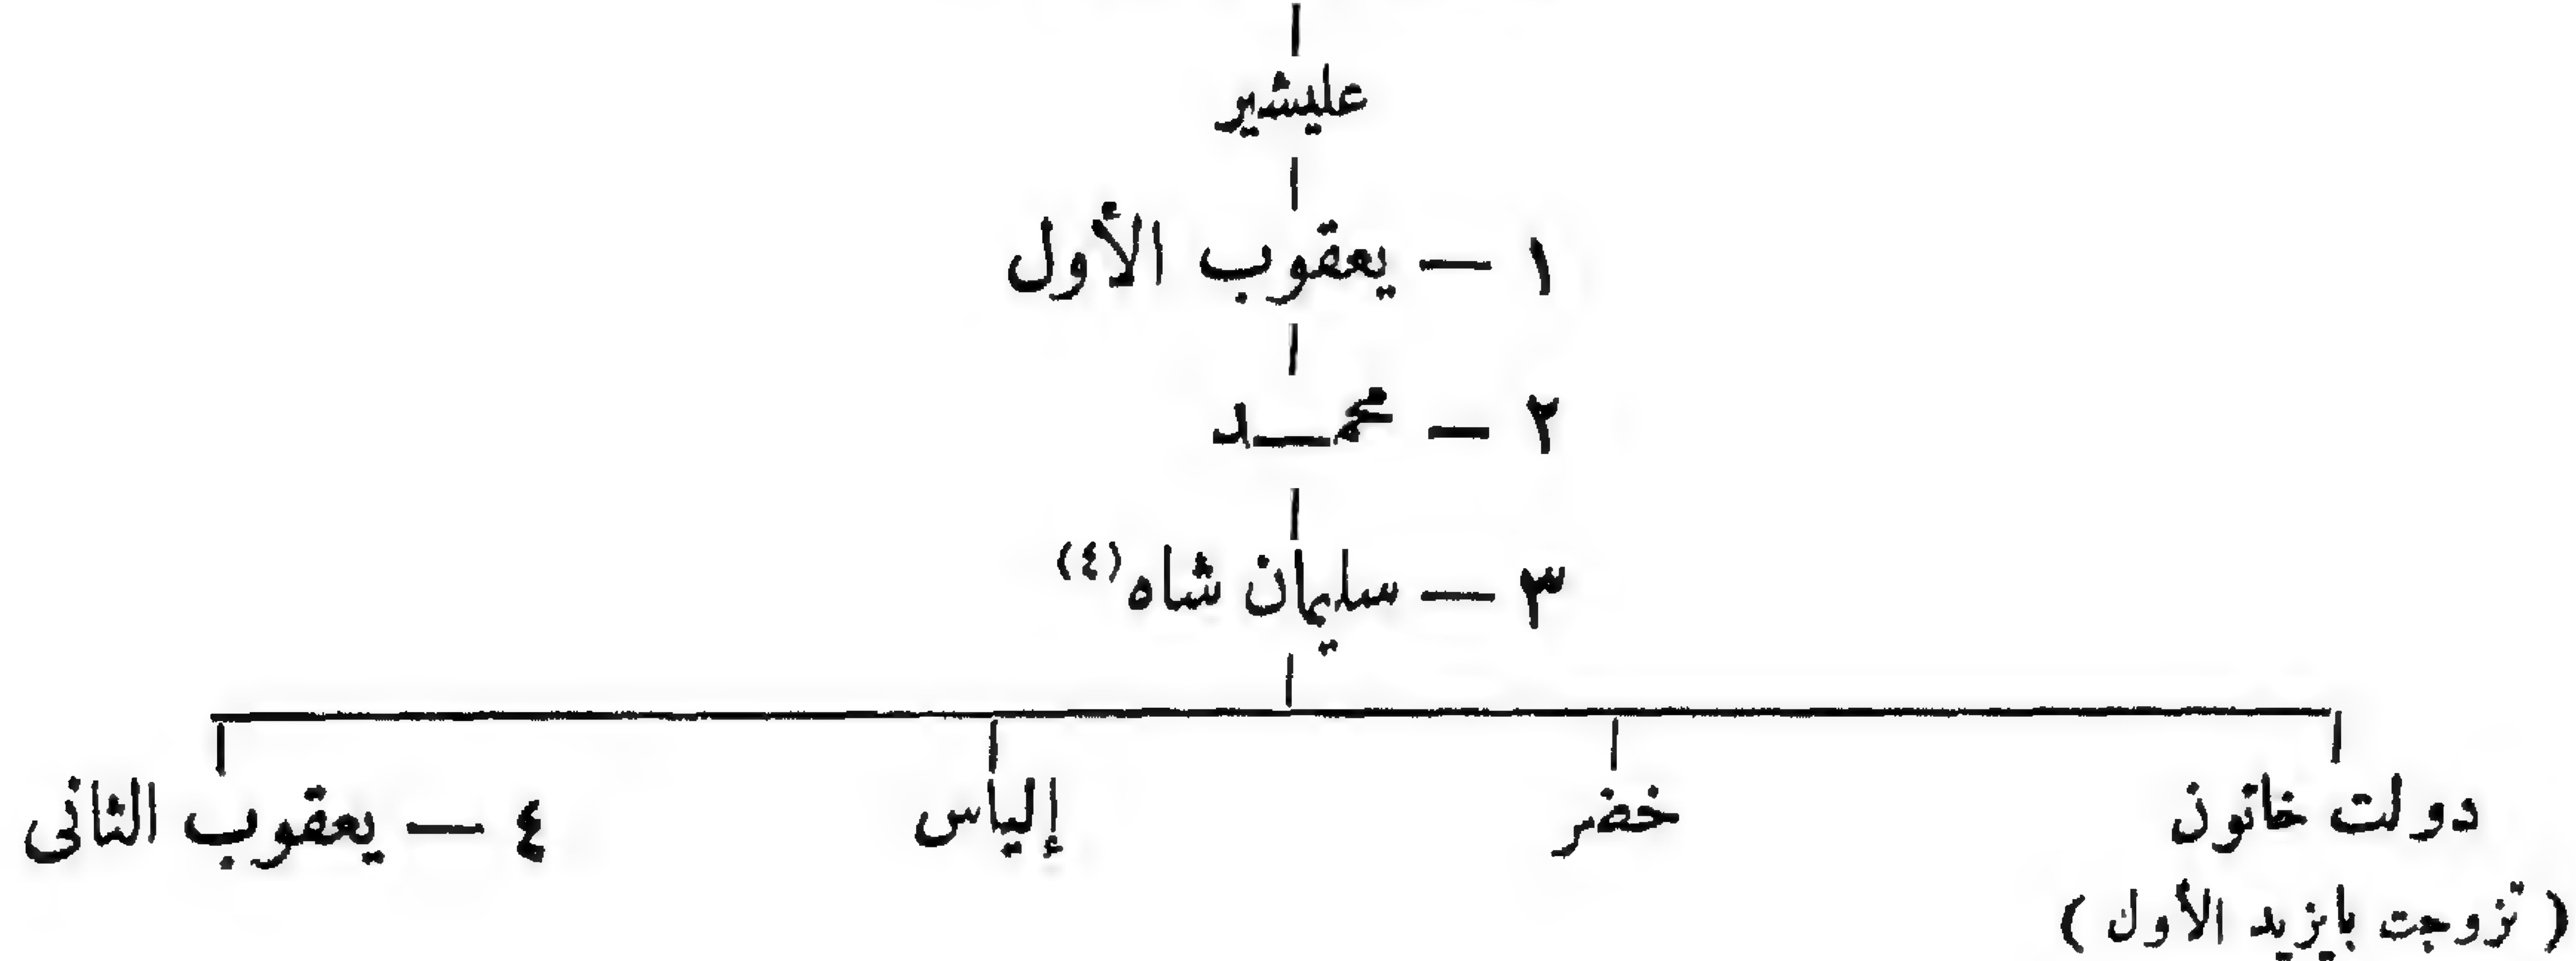 عليشير
١ — يعقوب الأول
٢ — محمـد
٣ — سليمان شاه (٤)
دولت خاتون
خضر
إلياس
٤ — يعقوب الثانى
( تزوجت بايزيد الأول )